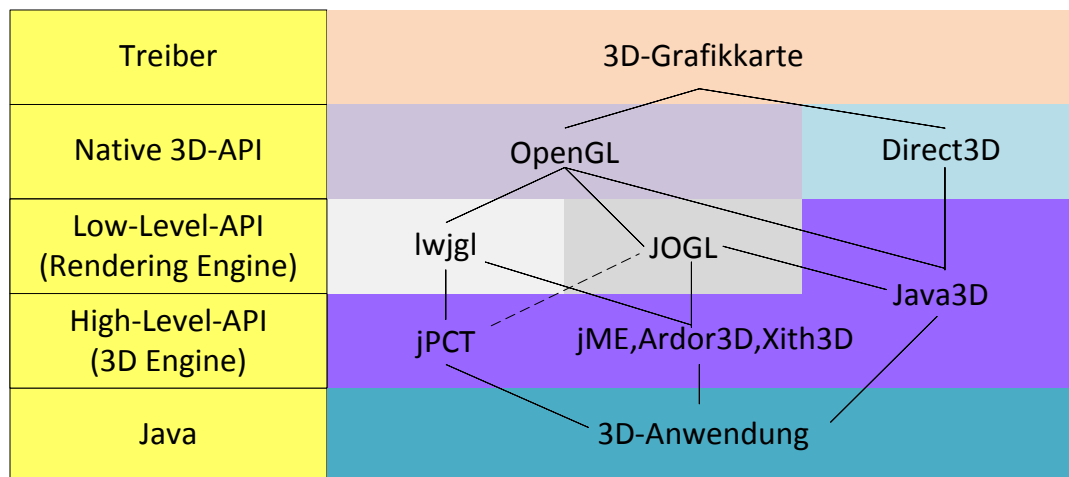 Treiber
3D-Grafikkarte
Native 3D-API
OpenGL
Direct3D
Low-Level-API
(Rendering Engine)
lwjgl
JOGL
Java3D
High-Level-API
(3D Engine)
jPCT
jME,Ardor3D,Xith3D
Java
3D-Anwendung